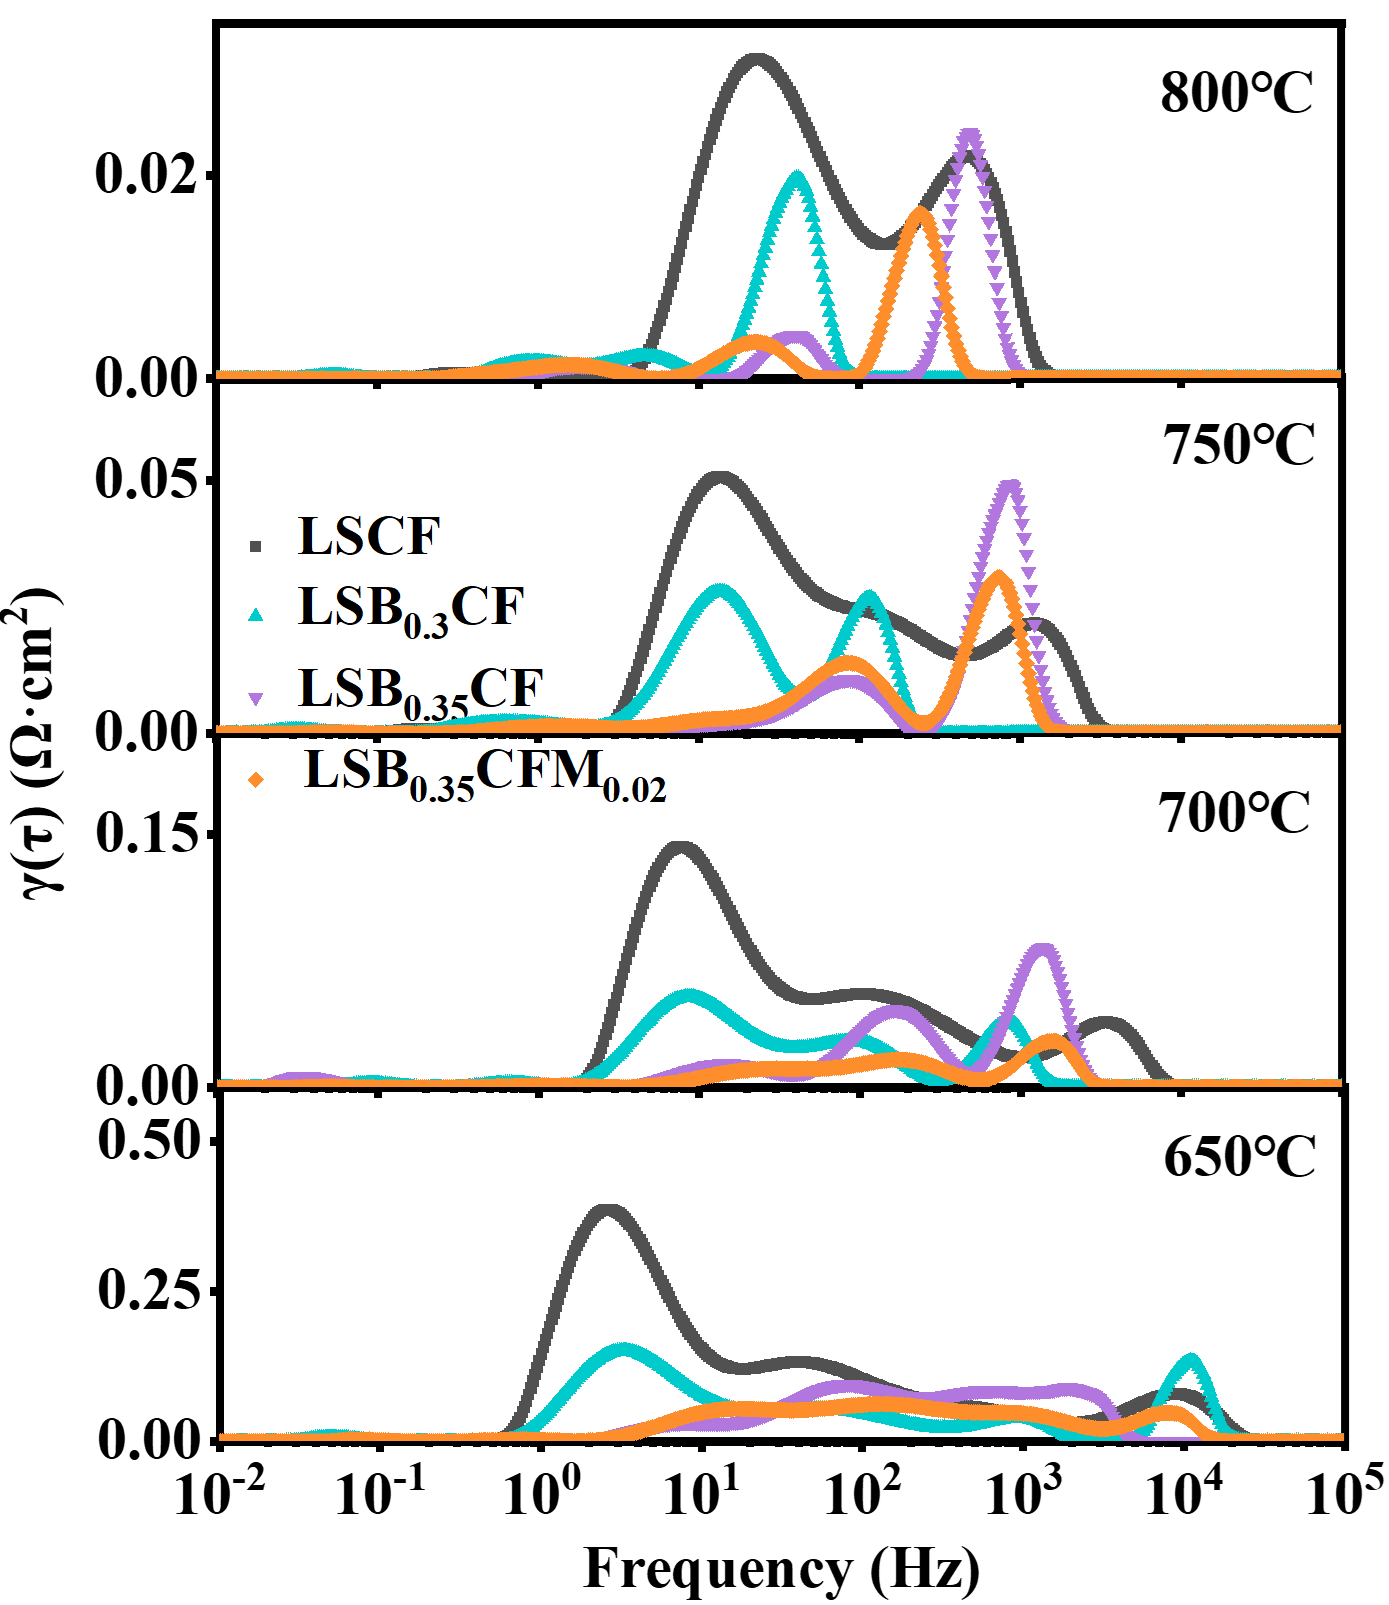 800°C
0.02
0.00
750°C
0.05
LSCF
LSB0.3CF
LSB0.35CF
0.00
LSB0.35CFM0.02
700°C
0.15
0.00
650°C
0.50
0.25
0.00
γ(τ) (Ω·cm²)
10⁻² 10⁻¹ 10⁰ 10¹ 10² 10³ 10⁴ 10⁵
Frequency (Hz)